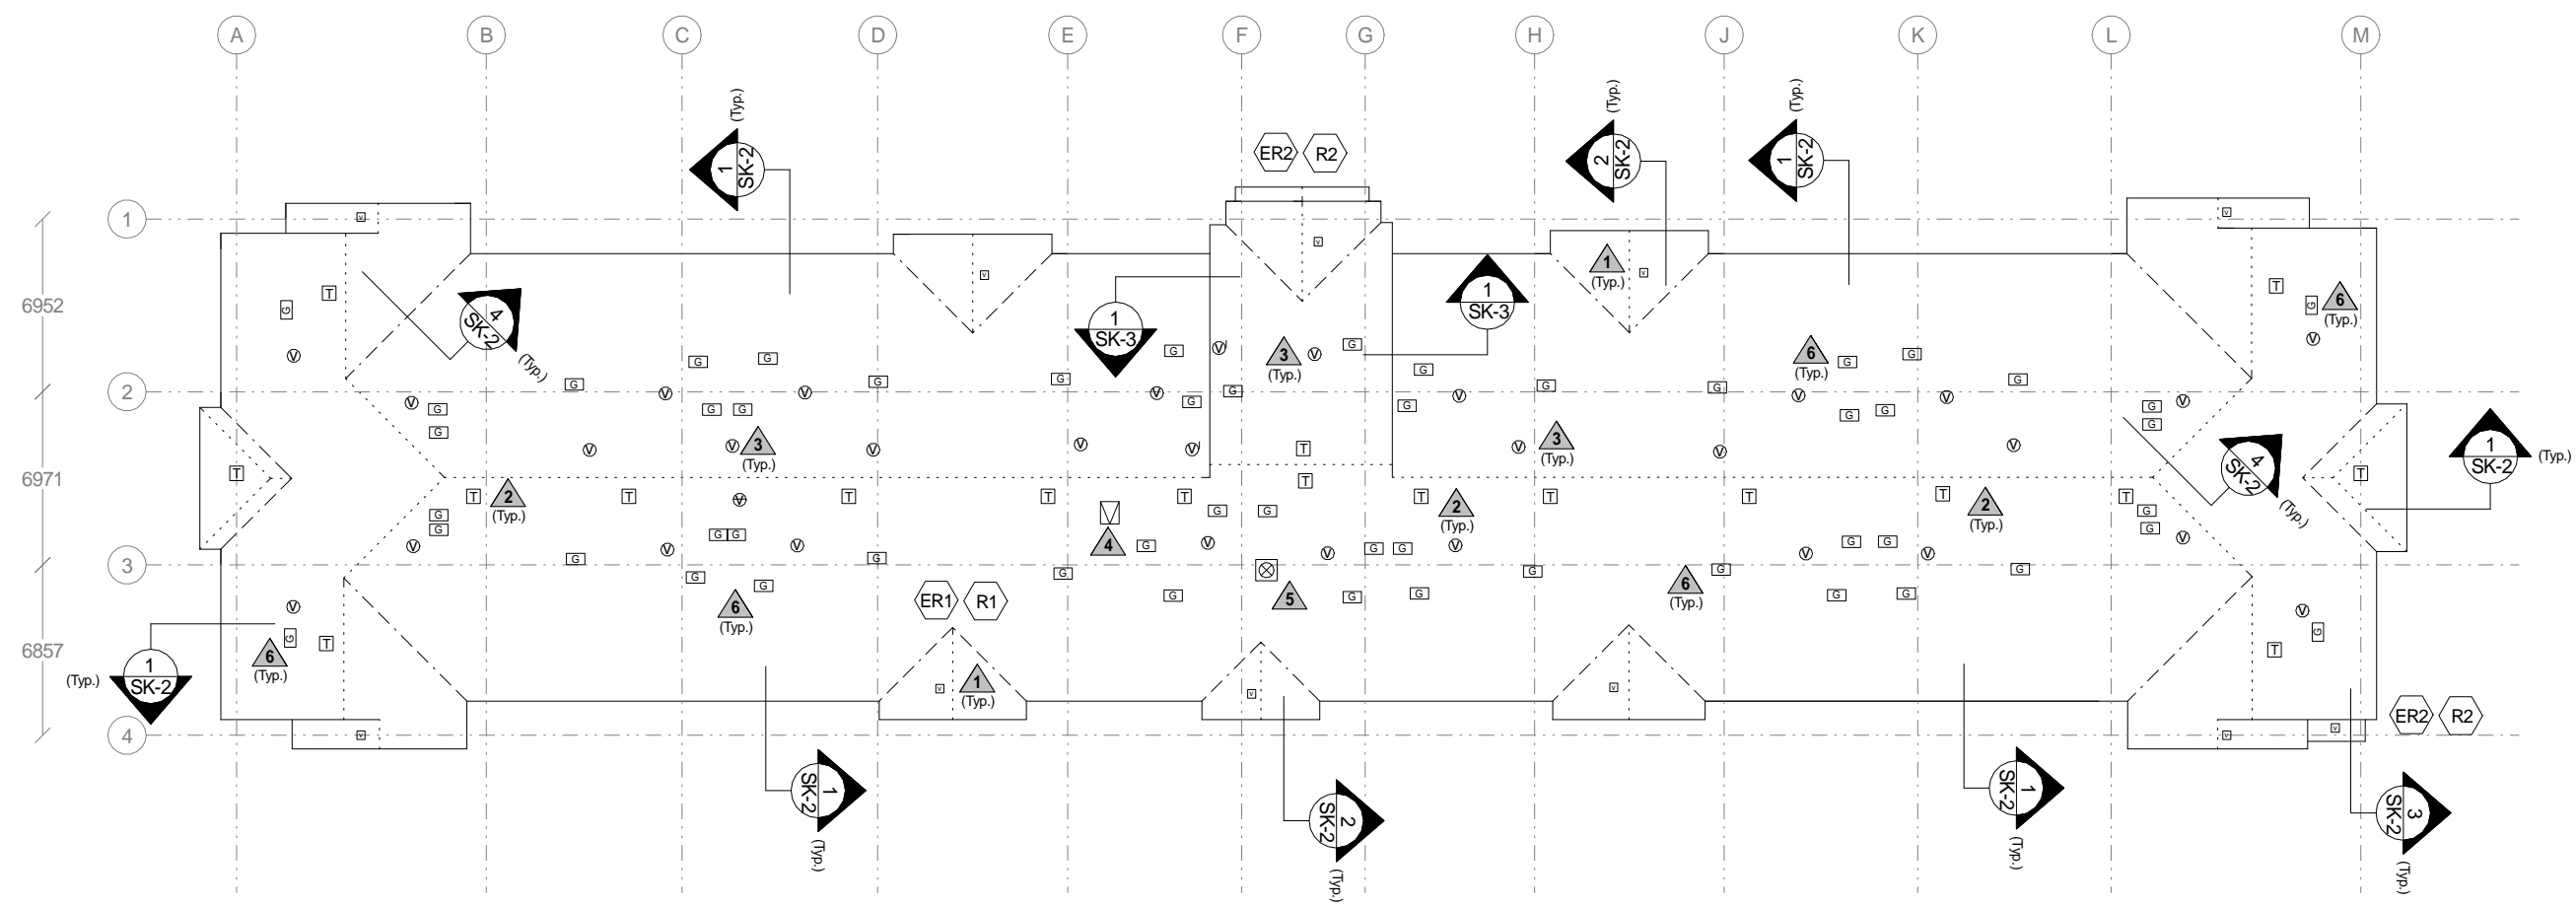 A B C D E F G H J K L M
(Typ.) (Typ.) (Typ.)
1 SK-2
ER2 R2
2 SK-2
1 SK-2
1
V V
V
V
V
1 (Typ.)
V
6952
G T
4 SK-2 (Typ.)
1 SK-3
1 SK-3
T G 6 (Typ.)
V
V G G G V 3 (Typ.) V G 6 (Typ.) G G
2
G G G V V G V G G G V G V V G
V G G G G G G V G
G 3 (Typ.) G G G
V V V V V V 3 (Typ.) V V
6971
T
T T
4 SK-2 (Typ.)
T
1 SK-2 (Typ.)
T 2 (Typ.) T V T T T T T 2 (Typ.) T T T 2 (Typ.) T
G G G G G
V G G V 4 G V G G V G G V
3
G V G G V G V G
G G G 5 G G G G G G
6 (Typ.)
ER1 R1
6 (Typ.)
V V
6857
G T 6 (Typ.)
G T
(Typ.) 1 SK-2
V 1 (Typ.) V V
ER2 R2
4
V V V
1 SK-2 (Typ.)
2 SK-2 (Typ.)
1 SK-2 (Typ.)
3 SK-2 (Typ.)